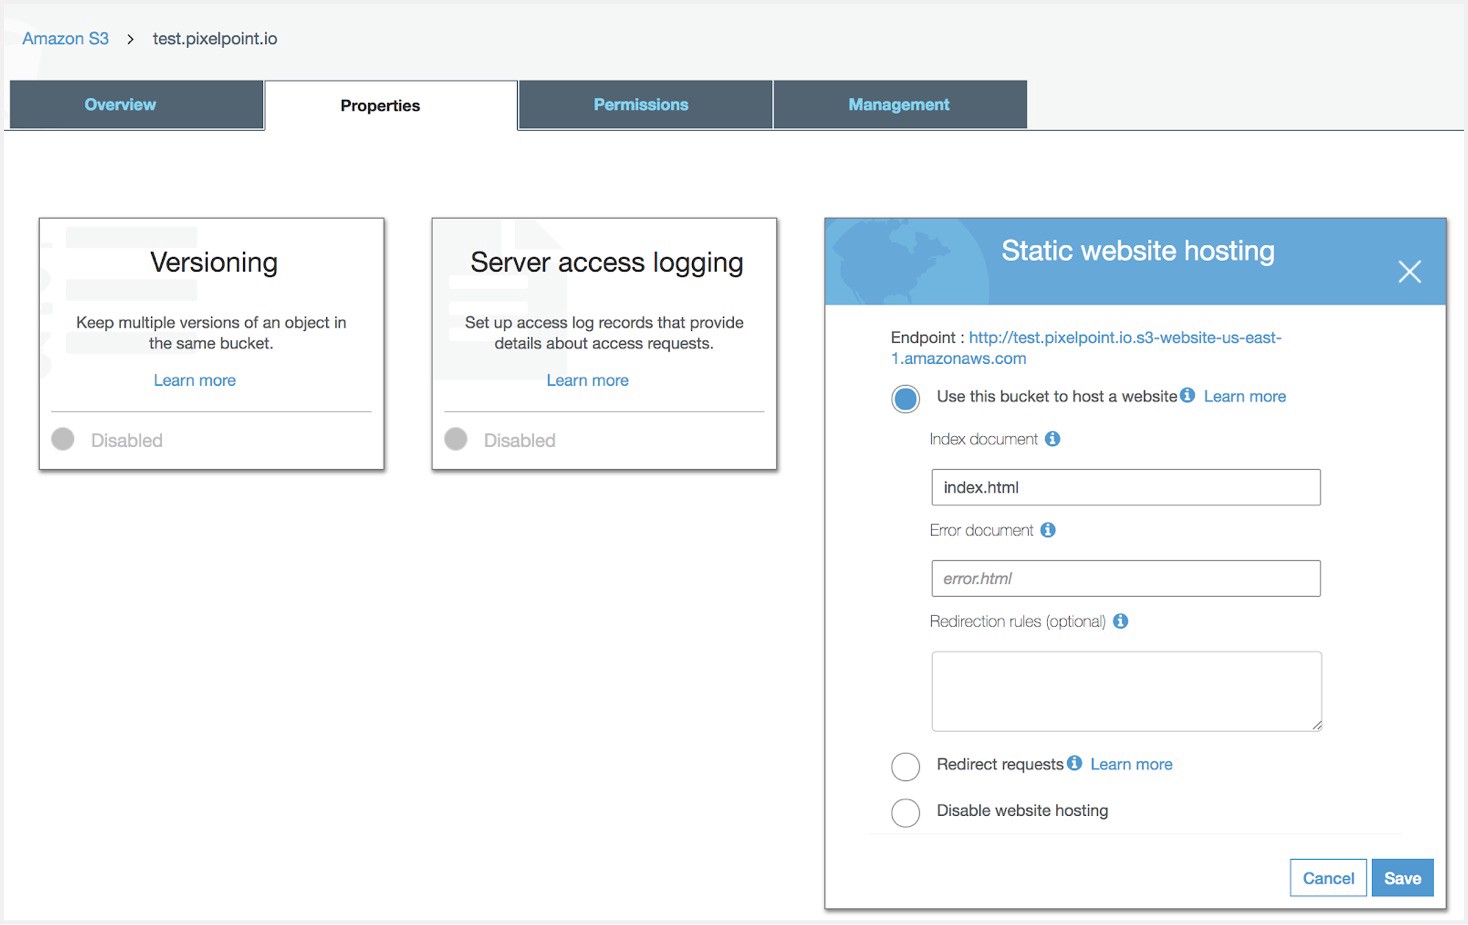 Amazon S3 > test.pixelpoint.io
Overview
Properties
Permissions
Management
Versioning
Keep multiple versions of an object in
the same bucket.
Learn more
Disabled
Server access logging
Set up access log records that provide
details about access requests.
Learn more
Disabled
Static website hosting
Endpoint : http://test.pixelpoint.io.s3-website-us-east-
1.amazonaws.com
Use this bucket to host a website Learn more
Index document
index.html
Error document
error.html
Redirection rules (optional)
Redirect requests Learn more
Disable website hosting
Cancel
Save